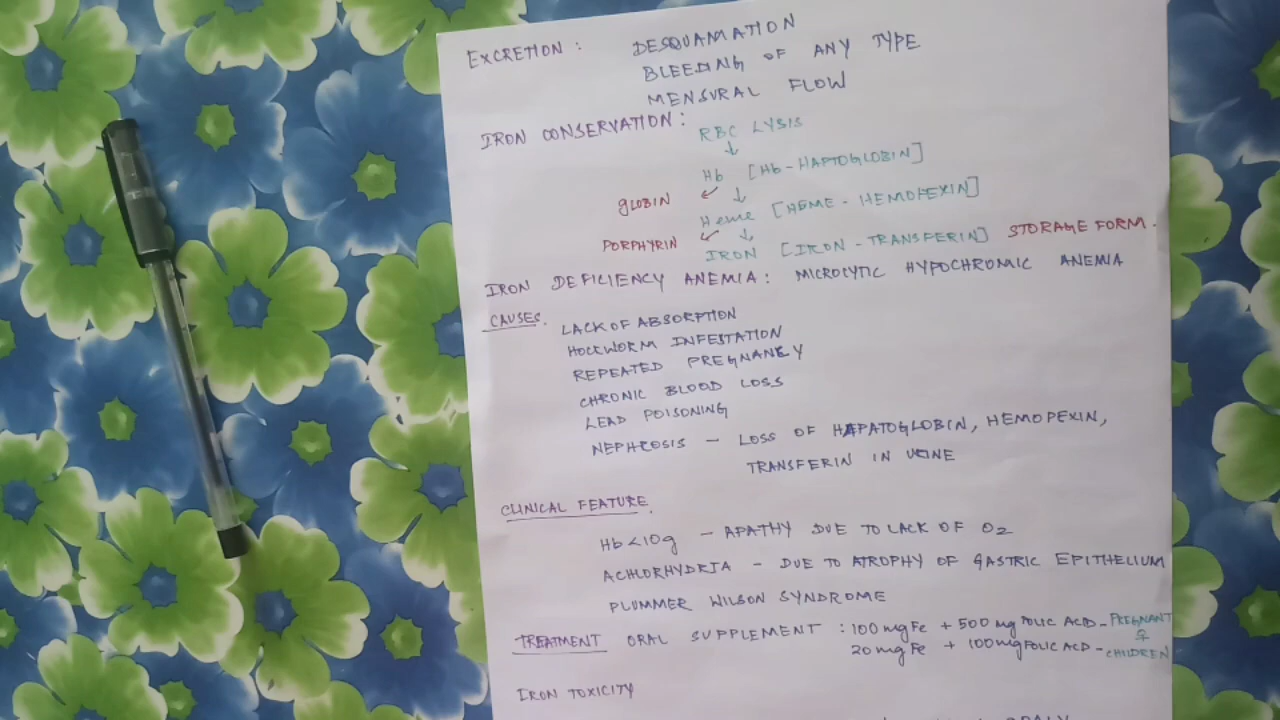 EXCRETION : DESQUAMATION
BLEEDING OF ANY TYPE
MENSURAL FLOW
IRON CONSERVATION :
RBC LYSIS
↓
Hb [Hb - HAPTOGLOBIN]
GLOBIN ↙ ↓
Heme [HEME - HEMOPEXIN]
PORPHYRIN ↙ ↓
IRON [IRON - TRANSFERIN] STORAGE FORM.
IRON DEFICIENCY ANEMIA : MICROCYTIC HYPOCHROMIC ANEMIA
CAUSES. LACK OF ABSORPTION
HOCKWORM INFESTATION
REPEATED PREGNANCY
CHRONIC BLOOD LOSS
LEAD POISONING
NEPHROSIS - LOSS OF HAPATOGLOBIN, HEMOPEXIN,
TRANSFERIN IN URINE
CLINICAL FEATURE.
Hb < 10g - APATHY DUE TO LACK OF O2
ACHLORHYDRIA - DUE TO ATROPHY OF GASTRIC EPITHELIUM
PLUMMER WILSON SYNDROME
TREATMENT ORAL SUPPLEMENT : 100 mg Fe + 500 mg FOLIC ACID - PREGNANT ♀
20 mg Fe + 100 mg FOLIC ACD - CHILDREN
IRON TOXICITY